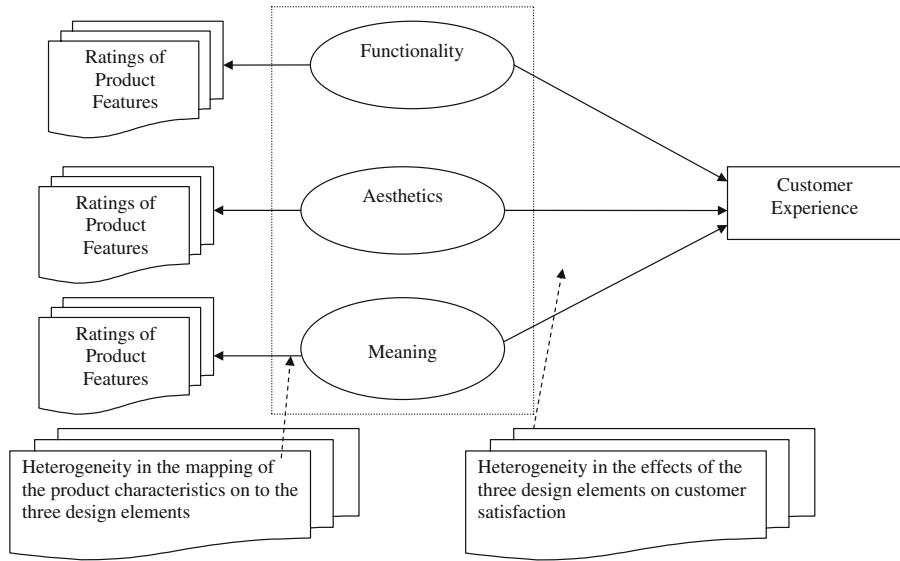 Ratings of
Product
Features
Functionality
Ratings of
Product
Features
Aesthetics
Customer
Experience
Ratings of
Product
Features
Meaning
Heterogeneity in the mapping of
the product characteristics on to the
three design elements
Heterogeneity in the effects of the
three design elements on customer
satisfaction